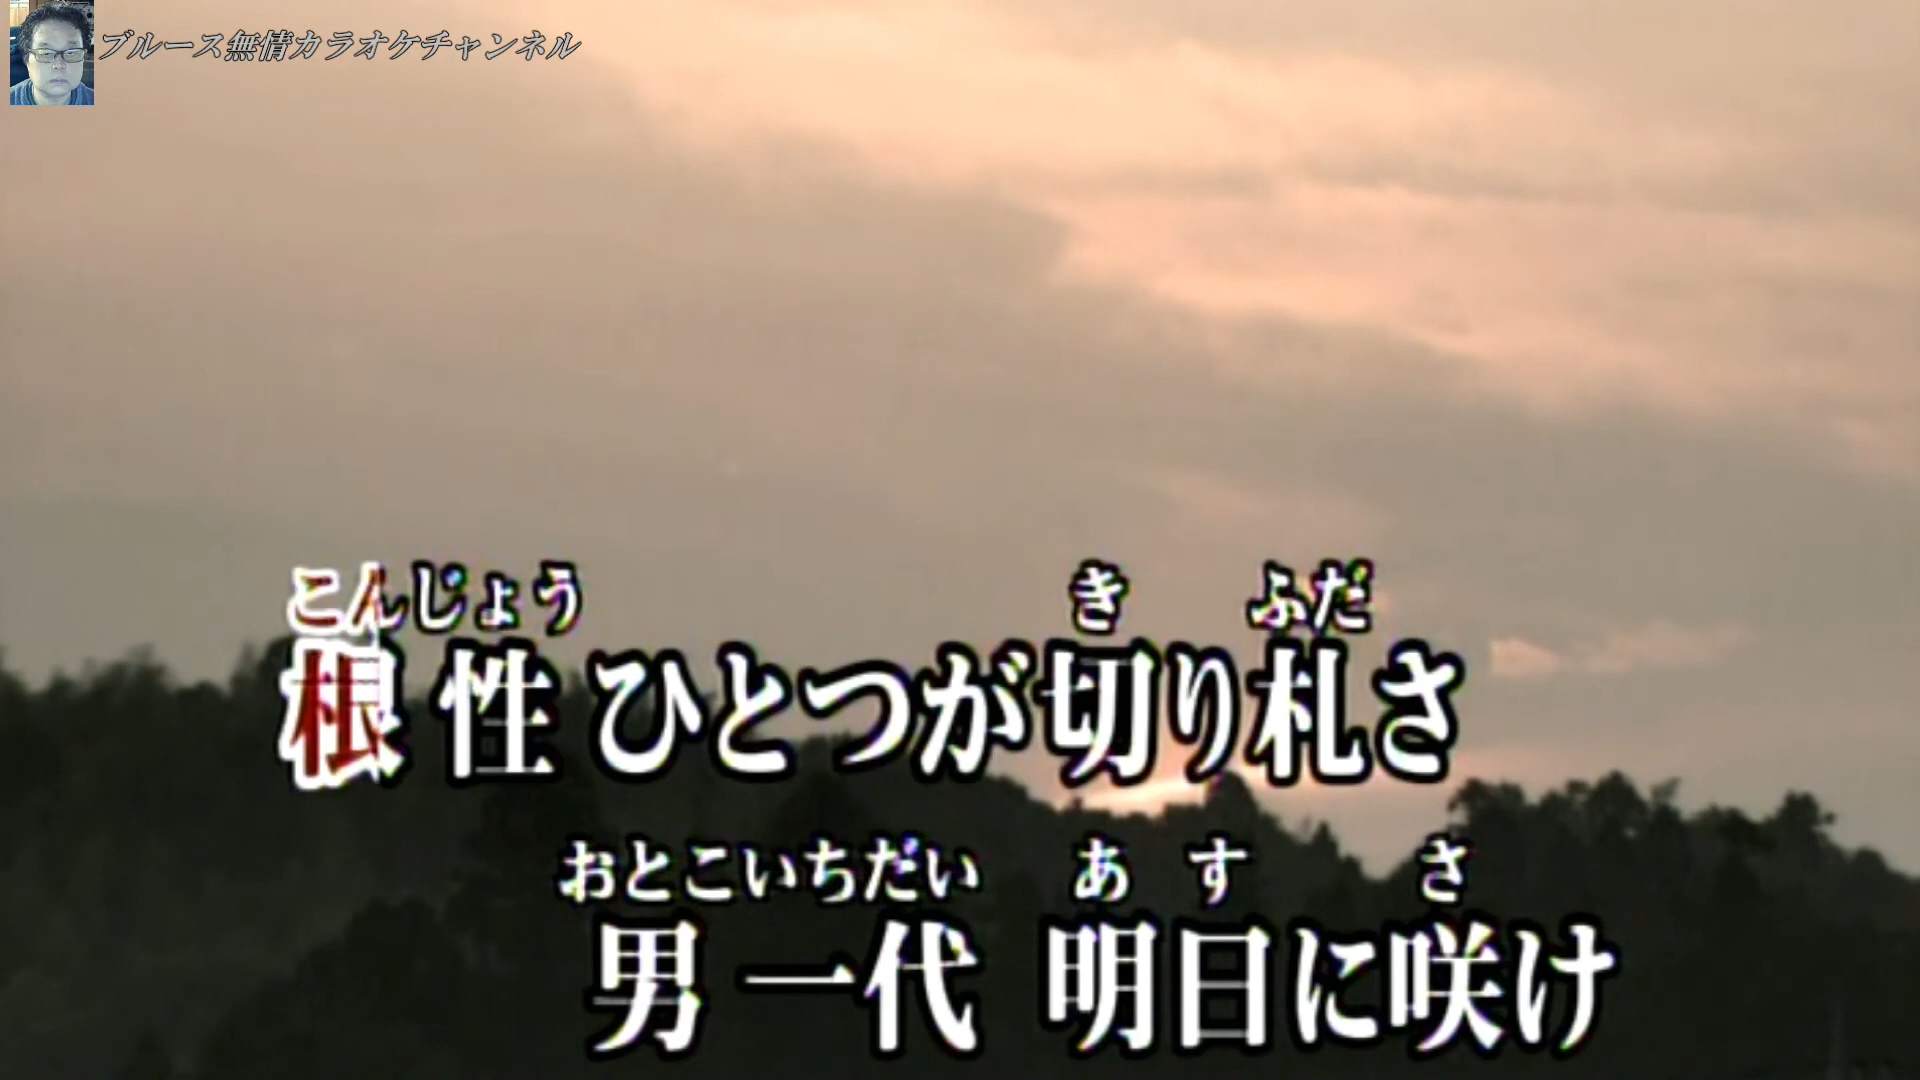 ブルース無情カラオケチャンネル
こんじょう き ふだ
根性ひとつが切り札さ
おとこいちだい あす さ
男一代 明日に咲け